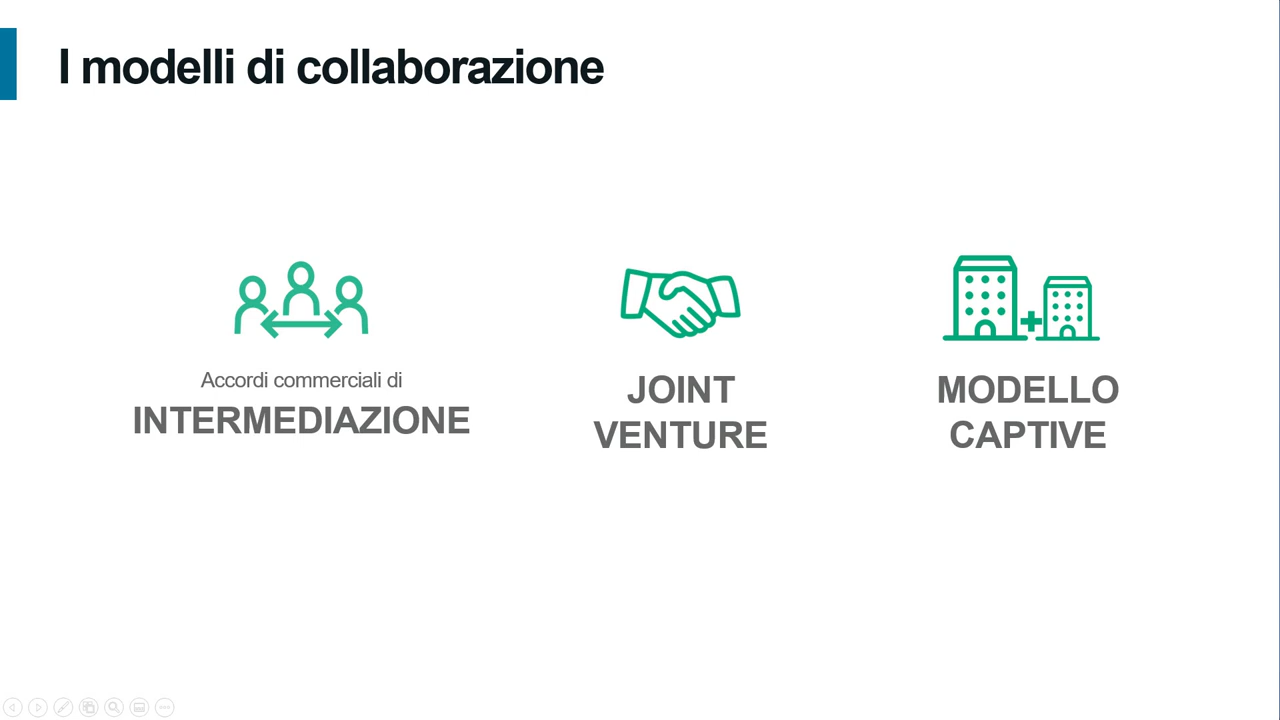 I modelli di collaborazione
Accordi commerciali di
INTERMEDIAZIONE
JOINT
VENTURE
MODELLO
CAPTIVE